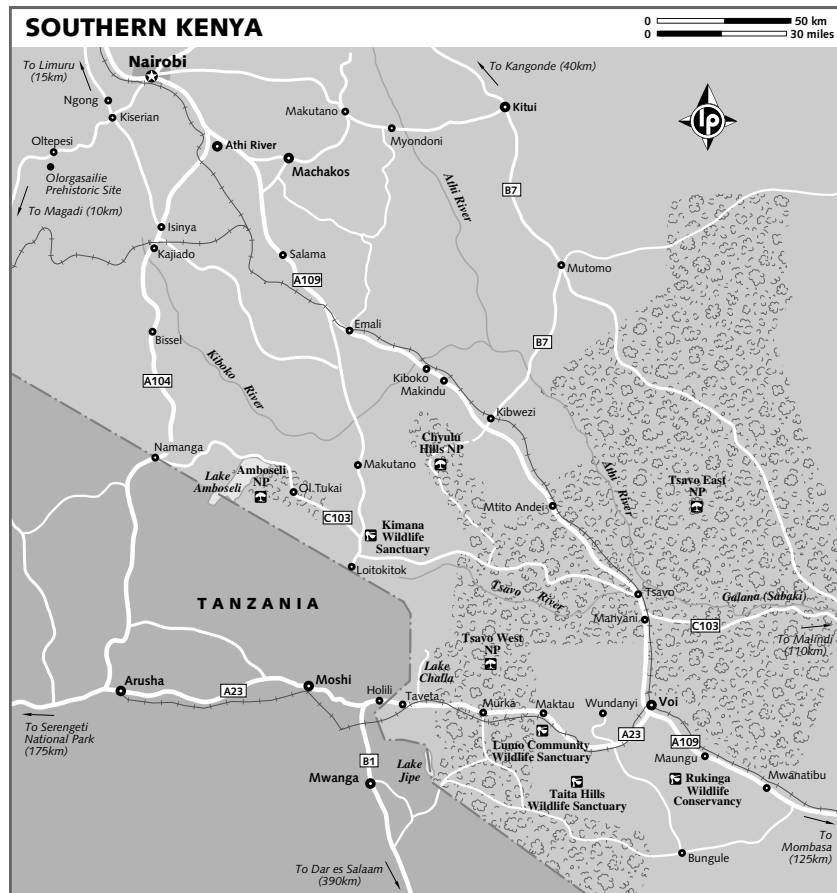 SOUTHERN KENYA
0 50 km
0 30 miles
To Limuru
(15km)
Nairobi
To Kangonde (40km)
Ngong
Kiserian
Makutano
Kitui
lp
Oltepesi
Myondoni
Athi River
Machakos
Olorgasailie
Prehistoric Site
Athi River
B7
To Magadi (10km)
Isinya
Kajiado
Salama
Mutomo
A109
Emali
Bissel
B7
Kiboko River
Kiboko
Makindu
A104
Kibwezi
Namanga
Chyulu
Hills NP
Makutano
Athi River
Lake
Amboseli
Amboseli
NP
Ol Tukai
Tsavo East
NP
C103
Mtito Andei
Kimana
Wildlife
Sanctuary
Loitokitok
Tsavo River
Tsavo
Galana (Sabaki)
TANZANIA
Manyani
C103
To Malindi
(110km)
Tsavo West
NP
Lake
Challa
Arusha
A23
Moshi
Holili
Taveta
Murka
Maktau
Wundanyi
Voi
To Serengeti
National Park
(175km)
A23
A109
Lumo Community
Wildlife Sanctuary
Maungu
B1
Lake
Jipe
Mwanga
Taita Hills
Wildlife Sanctuary
Rukinga
Wildlife
Conservancy
Mwanatibu
To
Mombasa
(125km)
Bungule
To Dar es Salaam
(390km)